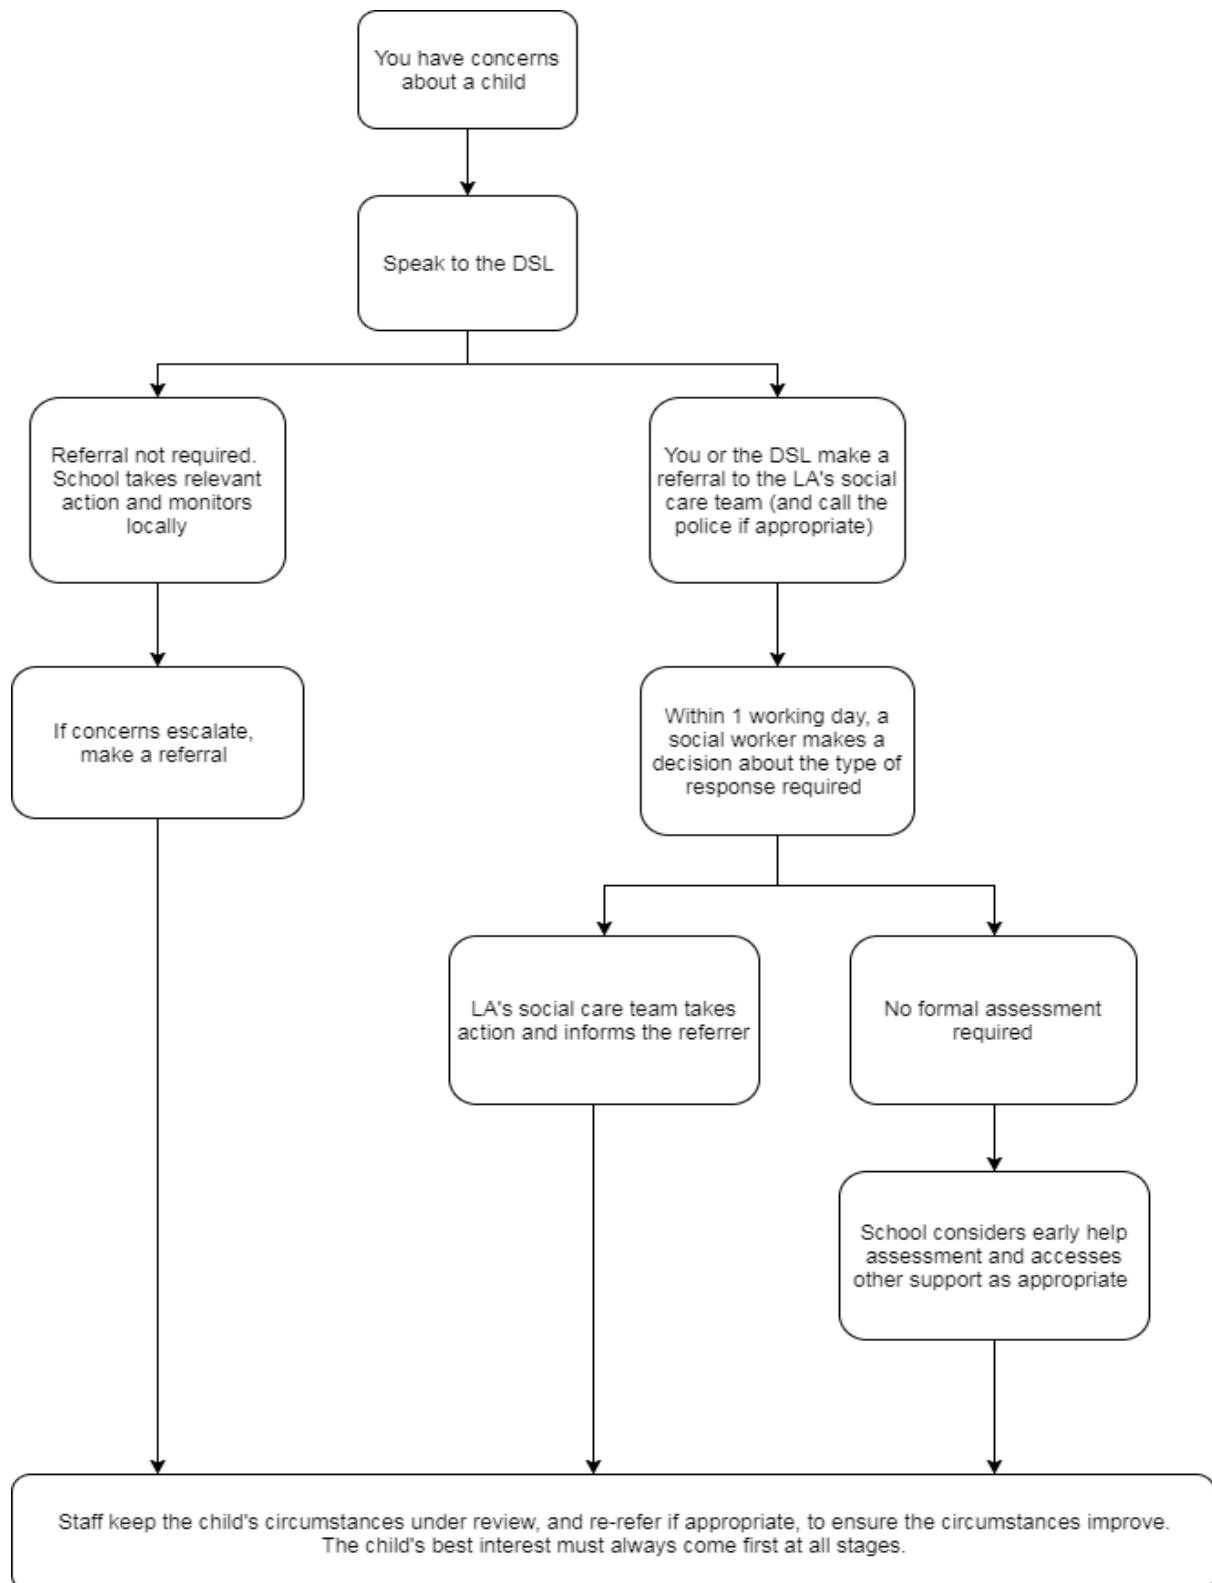 You have concerns
about a child
Speak to the DSL
Referral not required.
School takes relevant
action and monitors
locally
You or the DSL make a
referral to the LA's social
care team (and call the
police if appropriate)
If concerns escalate,
make a referral
Within 1 working day, a
social worker makes a
decision about the type of
response required
LA's social care team takes
action and informs the referrer
No formal assessment
required
School considers early help
assessment and accesses
other support as appropriate
Staff keep the child's circumstances under review, and re-refer if appropriate, to ensure the circumstances improve.
The child's best interest must always come first at all stages.